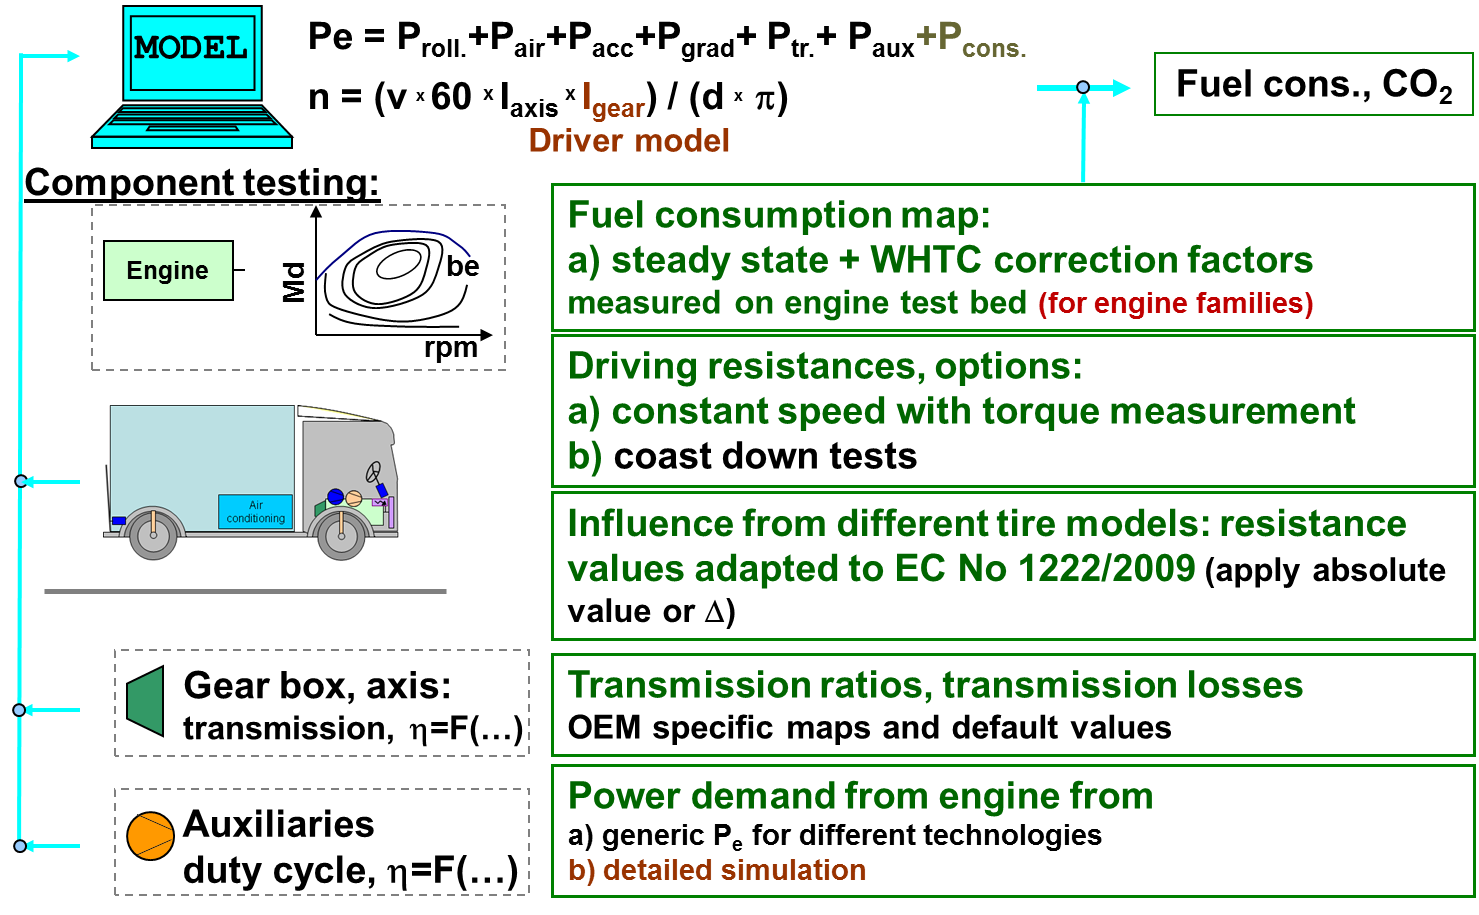 MODEL
Pe = Proll.+Pair+Pacc+Pgrad+ Ptr.+ Paux+Pcons.
n = (v x 60 x Iaxis x Igear) / (d x π)
Driver model
Fuel cons., CO2
Component testing:
Engine
Md
be
rpm
Fuel consumption map:
a) steady state + WHTC correction factors
measured on engine test bed (for engine families)
Driving resistances, options:
a) constant speed with torque measurement
b) coast down tests
Air
conditioning
Influence from different tire models: resistance
values adapted to EC No 1222/2009 (apply absolute
value or Δ)
Gear box, axis:
transmission, η=F(…)
Transmission ratios, transmission losses
OEM specific maps and default values
Auxiliaries
duty cycle, η=F(…)
Power demand from engine from
a) generic Pe for different technologies
b) detailed simulation